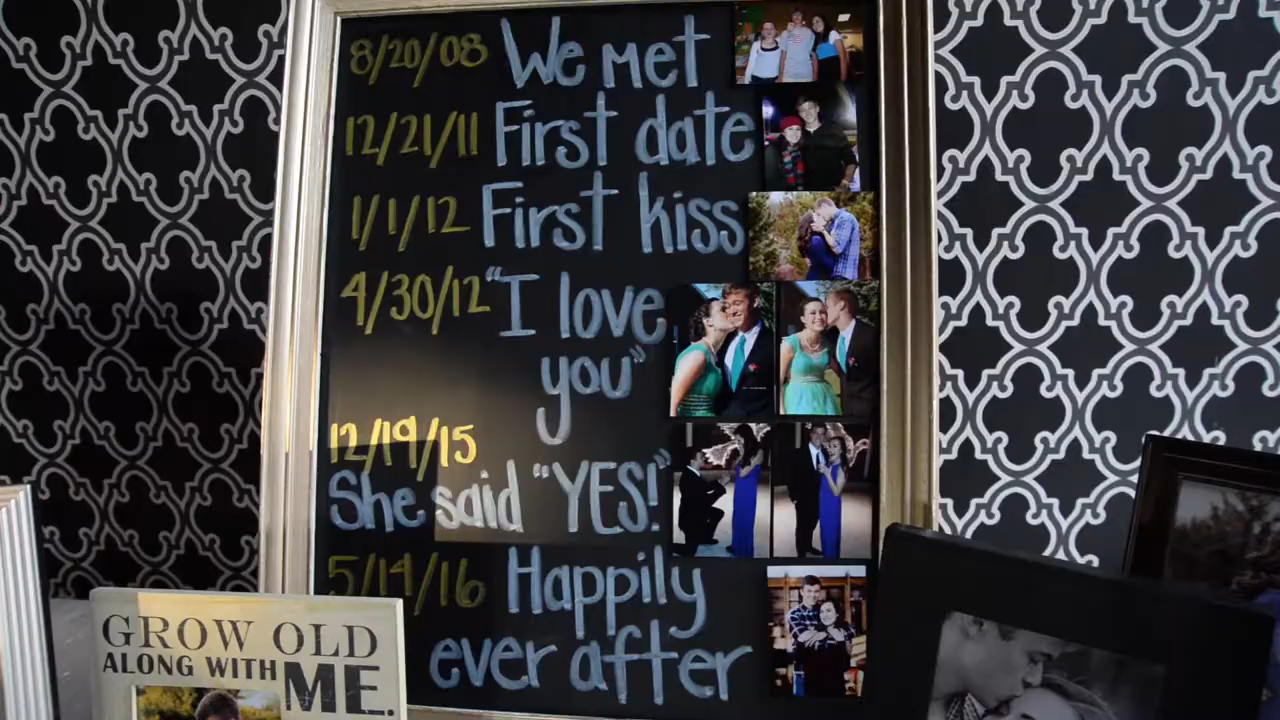 8/20/08 We met
12/21/11 First date
1/1/12 First kiss
4/30/12 "I love
you"
12/19/15
She said "YES!"
5/14/16 Happily
ever after
GROW OLD
ALONG WITH ME.